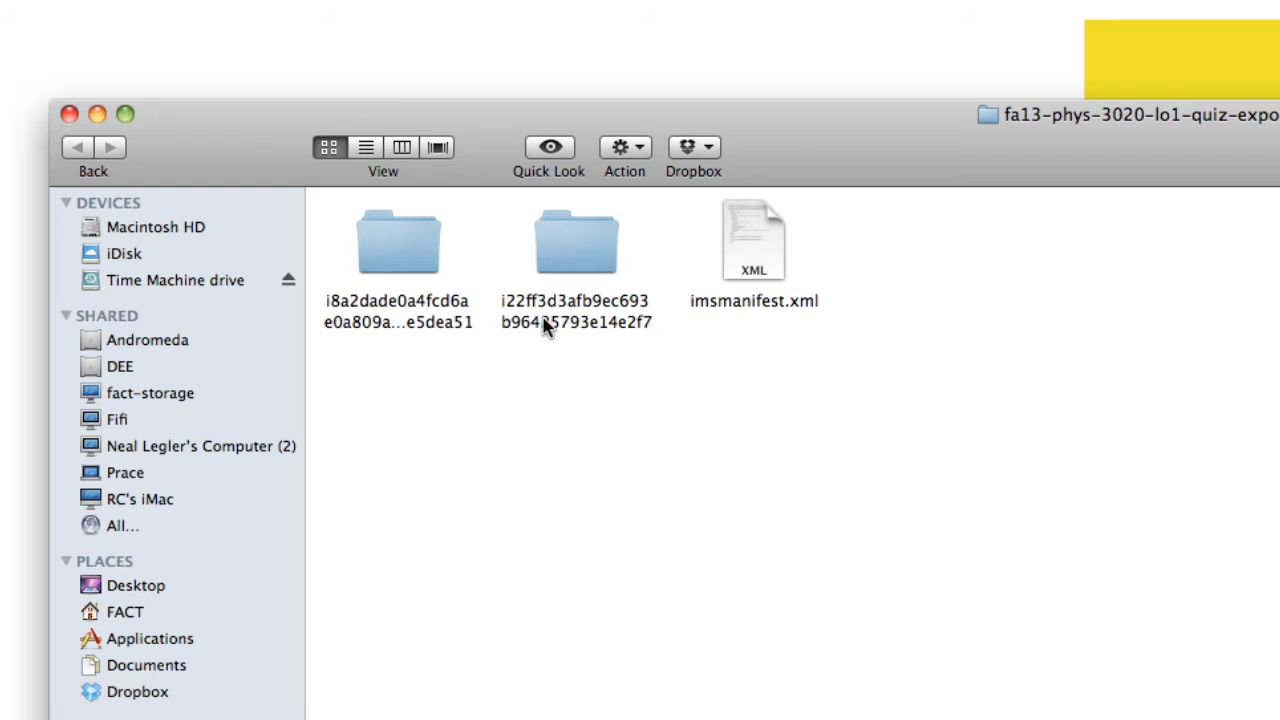 fa13-phys-3020-lo1-quiz-expo
Back
View
Quick Look
Action
Dropbox
DEVICES
Macintosh HD
iDisk
Time Machine drive
SHARED
Andromeda
DEE
fact-storage
Fifi
Neal Legler's Computer (2)
Prace
RC's iMac
All...
PLACES
Desktop
FACT
Applications
Documents
Dropbox
i8a2dade0a4fcd6a
e0a809a...e5dea51
i22ff3d3afb9ec693
XML
imsmanifest.xml